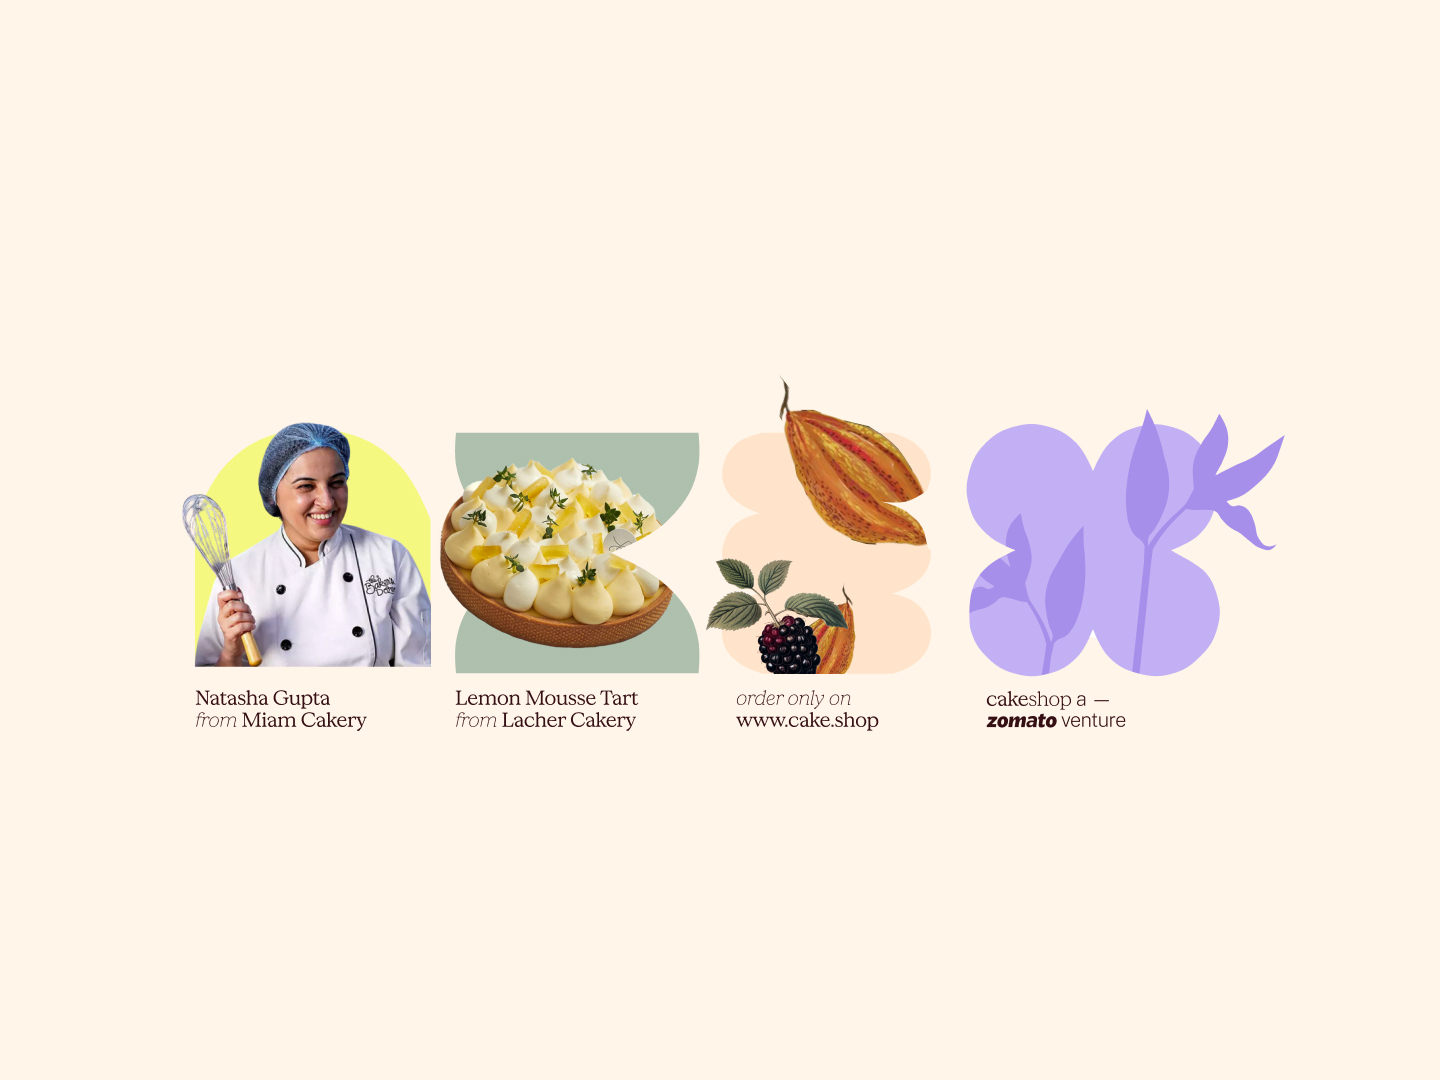 Natasha Gupta
from Miam Cakery
Lemon Mousse Tart
from Lacher Cakery
order only on
www.cake.shop
cakeshop a —
zomato venture